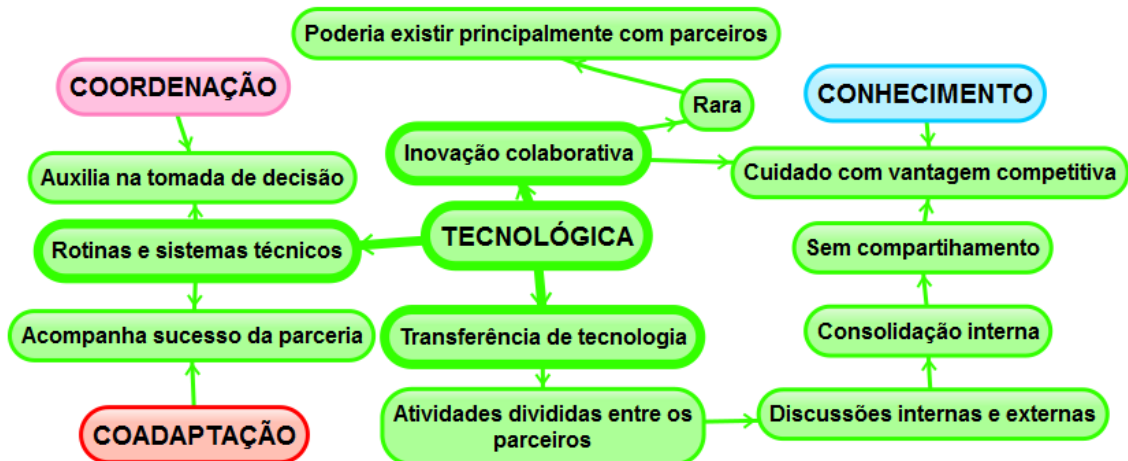 Poderia existir principalmente com parceiros
COORDENAÇÃO
Rara
CONHECIMENTO
Inovação colaborativa
Auxilia na tomada de decisão
Cuidado com vantagem competitiva
TECNOLÓGICA
Rotinas e sistemas técnicos
Sem compartilhamento
Acompanha sucesso da parceria
Transferência de tecnologia
Consolidação interna
Atividades divididas entre os
parceiros
Discussões internas e externas
COADAPTAÇÃO